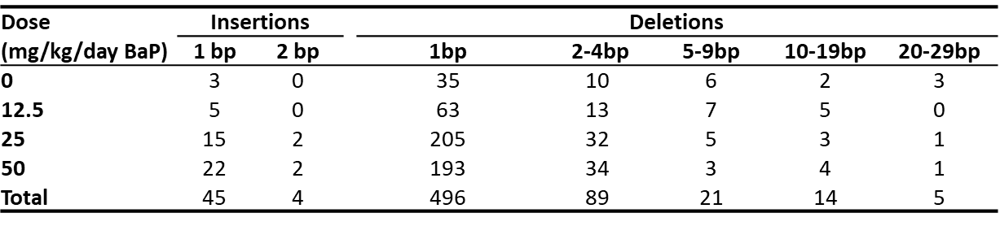 Dose Insertions Deletions
(mg/kg/day BaP) 1 bp 2 bp 1bp 2-4bp 5-9bp 10-19bp 20-29bp
0 3 0 35 10 6 2 3
12.5 5 0 63 13 7 5 0
25 15 2 205 32 5 3 1
50 22 2 193 34 3 4 1
Total 45 4 496 89 21 14 5